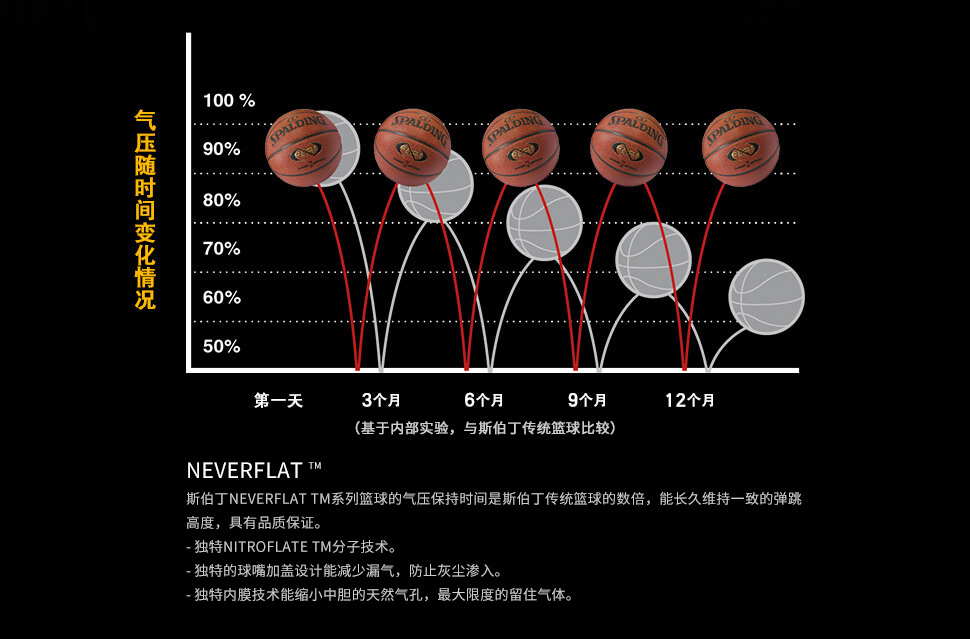 气压随时间变化情况
100 %
90%
80%
70%
60%
50%
SPALDING SPALDING SPALDING SPALDING SPALDING
第一天 3个月 6个月 9个月 12个月
（基于内部实验，与斯伯丁传统篮球比较）
NEVERFLAT TM
斯伯丁NEVERFLAT TM系列篮球的气压保持时间是斯伯丁传统篮球的数倍，能长久维持一致的弹跳
高度，具有品质保证。
- 独特NITROFLATE TM分子技术。
- 独特的球嘴加盖设计能减少漏气，防止灰尘渗入。
- 独特内膜技术能缩小中胆的天然气孔，最大限度的留住气体。